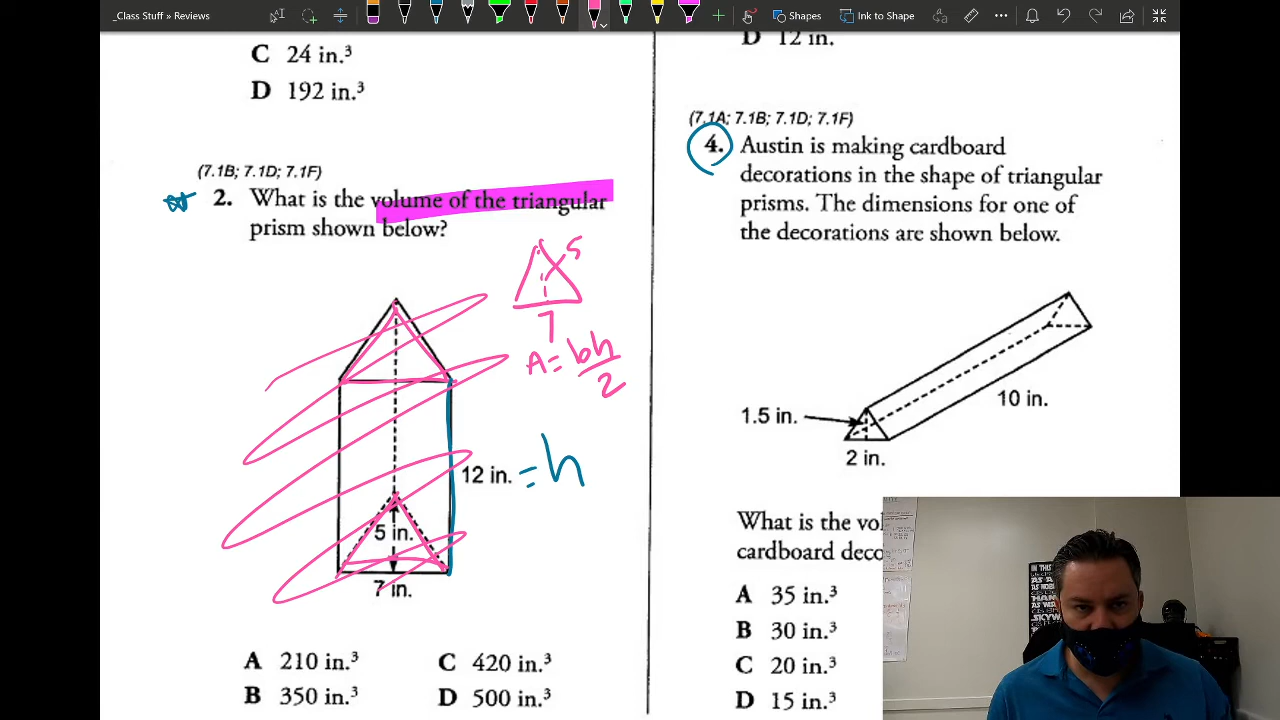 _Class Stuff » Reviews
Shapes
Ink to Shape
C 24 in.³
D 192 in.³
(7.1B; 7.1D; 7.1F)
2. What is the volume of the triangular
prism shown below?
5
7
A = bh/2
12 in. = h
5 in.
7 in.
A 210 in.³
B 350 in.³
C 420 in.³
D 500 in.³
D 12 in.
(7.1A; 7.1B; 7.1D; 7.1F)
4. Austin is making cardboard
decorations in the shape of triangular
prisms. The dimensions for one of
the decorations are shown below.
1.5 in.
10 in.
2 in.
What is the vol
cardboard deco
A 35 in.³
B 30 in.³
C 20 in.³
D 15 in.³
IN THIS